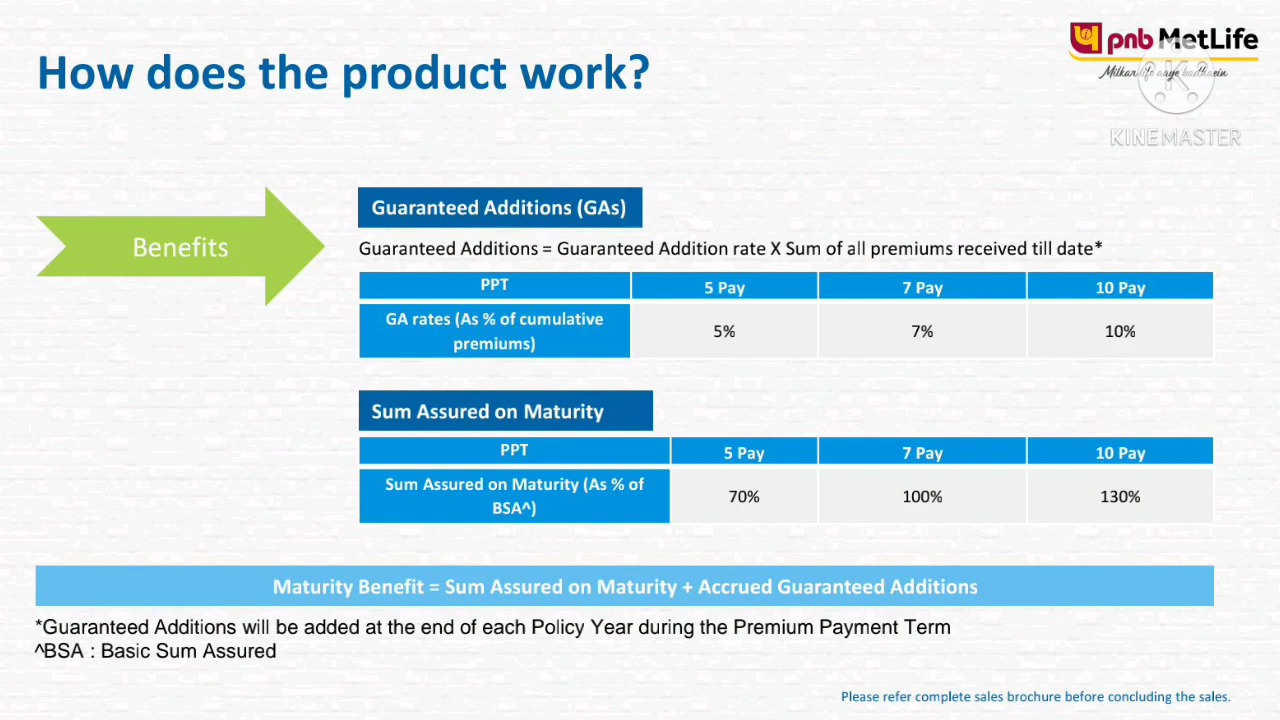 How does the product work?
pnb MetLife
Milkar life aage badhaein
KINEMASTER
Benefits
Guaranteed Additions (GAs)
Guaranteed Additions = Guaranteed Addition rate X Sum of all premiums received till date*
PPT 5 Pay 7 Pay 10 Pay
GA rates (As % of cumulative
premiums) 5% 7% 10%
Sum Assured on Maturity
PPT 5 Pay 7 Pay 10 Pay
Sum Assured on Maturity (As % of
BSA^) 70% 100% 130%
Maturity Benefit = Sum Assured on Maturity + Accrued Guaranteed Additions
*Guaranteed Additions will be added at the end of each Policy Year during the Premium Payment Term
^BSA : Basic Sum Assured
Please refer complete sales brochure before concluding the sales.